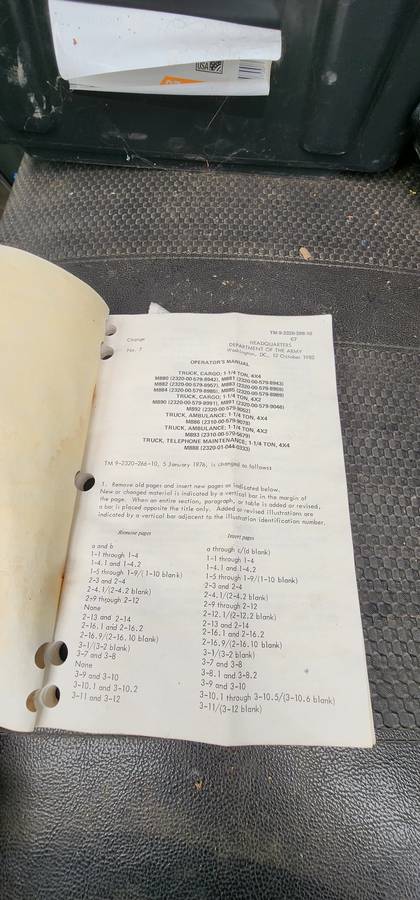 USA
TM 9-2320-266-10
C7
Change
No. 7
HEADQUARTERS
DEPARTMENT OF THE ARMY
Washington, DC, 12 October 1980
OPERATOR'S MANUAL
TRUCK, CARGO; 1-1/4 TON, 4X4
M880 (2320-00-579-8942), M881 (2320-00-579-8943)
M882 (2320-00-579-8957), M883 (2320-00-579-8959)
M884 (2320-00-579-8985), M885 (2320-00-579-8989)
TRUCK, CARGO; 1-1/4 TON, 4X2
M890 (2320-00-579-8991), M891 (2320-00-579-9046)
M892 (2320-00-579-9052)
TRUCK, AMBULANCE; 1-1/4 TON, 4X4
M886 (2310-00-579-9078)
TRUCK, AMBULANCE; 1-1/4 TON, 4X2
M893 (2310-00-125-5679)
TRUCK, TELEPHONE MAINTENANCE; 1-1/4 TON, 4X4
M888 (2320-01-044-0333)
TM 9-2320-266-10, 5 January 1976, is changed as follows:
1. Remove old pages and insert new pages as indicated below.
New or changed material is indicated by a vertical bar in the margin of
the page. When an entire section, paragraph, or table is added or revised,
a bar is placed opposite the title only. Added or revised illustrations are
indicated by a vertical bar adjacent to the illustration identification number.
Remove pages Insert pages
a and b a through c/(d blank)
1-1 through 1-4 1-1 through 1-4
1-4.1 and 1-4.2 1-4.1 and 1-4.2
1-5 through 1-9/(1-10 blank) 1-5 through 1-9/(1-10 blank)
2-3 and 2-4 2-3 and 2-4
2-4.1/(2-4.2 blank) 2-4.1/(2-4.2 blank)
2-9 through 2-12 2-9 through 2-12
None 2-12.1/(2-12.2 blank)
2-13 and 2-14 2-13 and 2-14
2-16.1 and 2-16.2 2-16.1 and 2-16.2
2-16.9/(2-16.10 blank) 2-16.9/(2-16.10 blank)
3-1/(3-2 blank) 3-1/(3-2 blank)
3-7 and 3-8 3-7 and 3-8
None 3-8.1 and 3-8.2
3-9 and 3-10 3-9 and 3-10
3-10.1 and 3-10.2 3-10.1 through 3-10.5/(3-10.6 blank)
3-11 and 3-12 3-11/(3-12 blank)